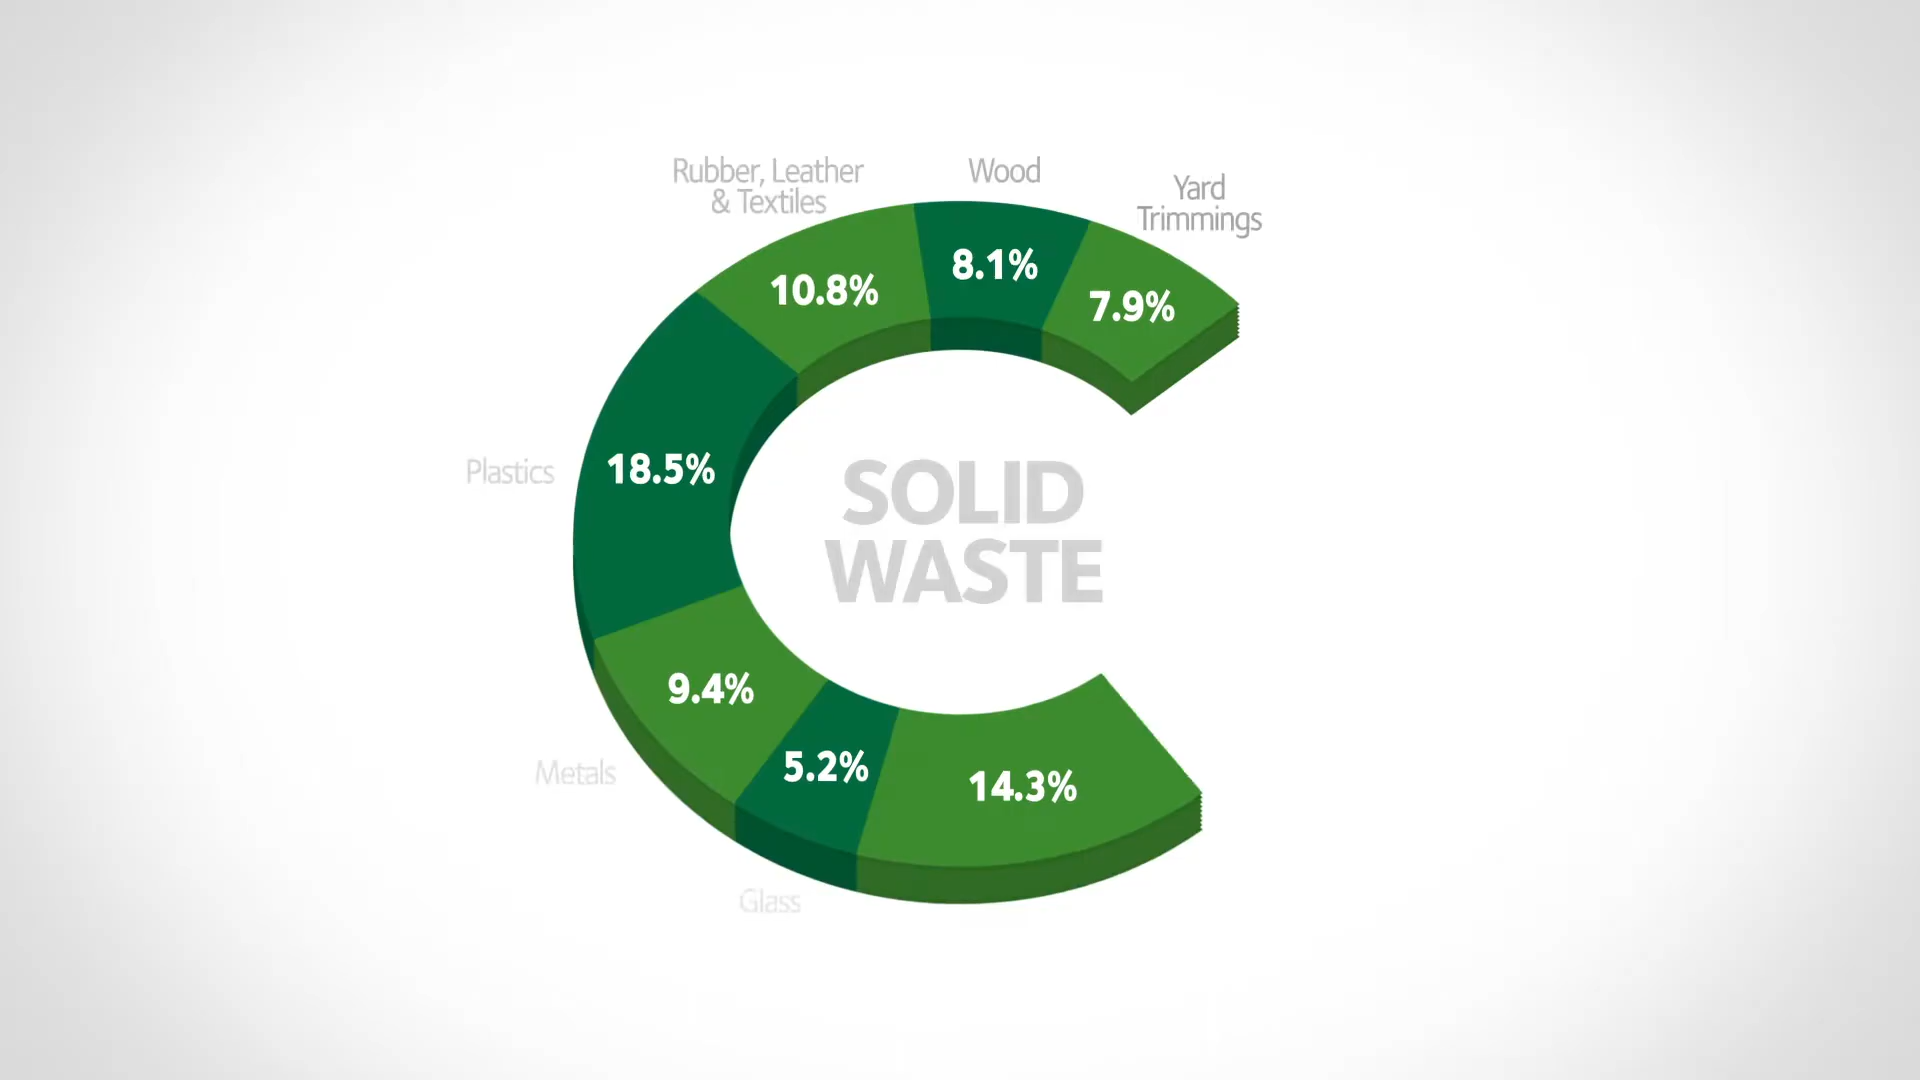 Rubber, Leather
& Textiles
Wood
Yard
Trimmings
8.1%
10.8%
7.9%
Plastics
18.5%
SOLID
WASTE
9.4%
5.2%
14.3%
Metals
Glass